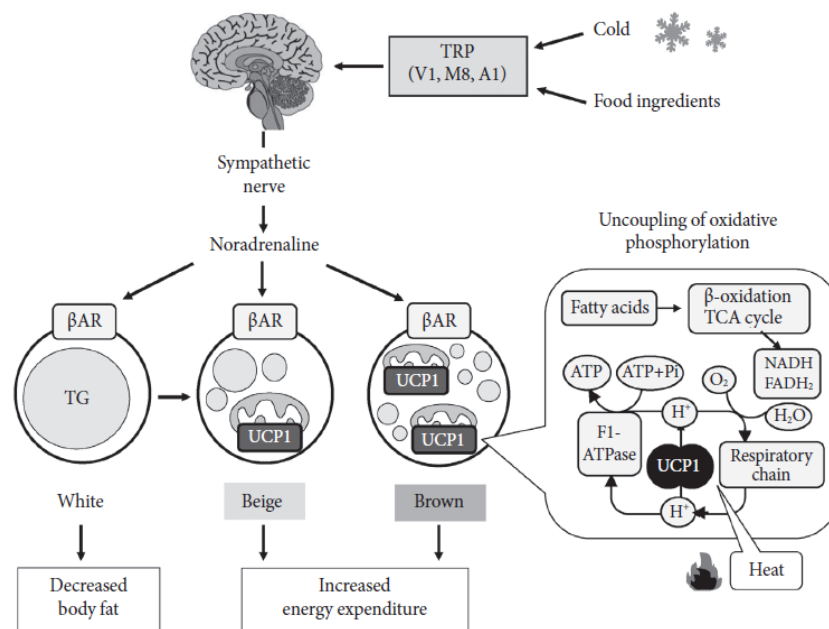 Cold
TRP
(V1, M8, A1)
Food ingredients
Sympathetic
nerve
Noradrenaline
Uncoupling of oxidative
phosphorylation
βAR
βAR
βAR
TG
UCP1
UCP1
UCP1
Fatty acids
β-oxidation
TCA cycle
NADH
FADH₂
ATP
ATP+Pi
O₂
H⁺
H₂O
F1-
ATPase
UCP1
Respiratory
chain
H⁺
Heat
White
Beige
Brown
Decreased
body fat
Increased
energy expenditure